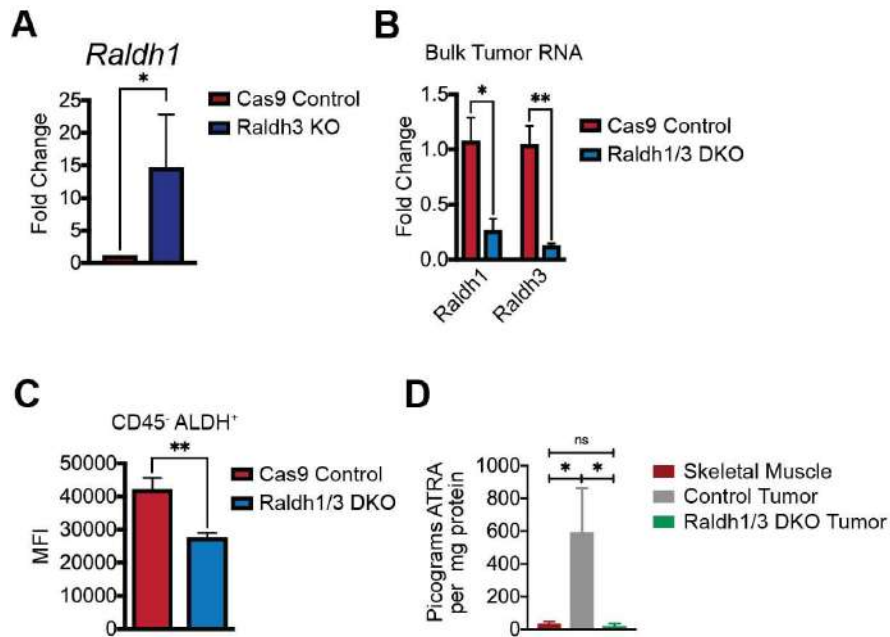 A
Raldh1
*
25
20
15
10
5
0
Fold Change
Cas9 Control
Raldh3 KO
B
Bulk Tumor RNA
*
**
1.5
1.0
0.5
0.0
Fold Change
Raldh1
Raldh3
Cas9 Control
Raldh1/3 DKO
C
CD45- ALDH+
**
50000
40000
30000
20000
10000
0
MFI
Cas9 Control
Raldh1/3 DKO
D
ns
* *
1000
800
600
400
200
0
Picograms ATRA
per mg protein
Skeletal Muscle
Control Tumor
Raldh1/3 DKO Tumor